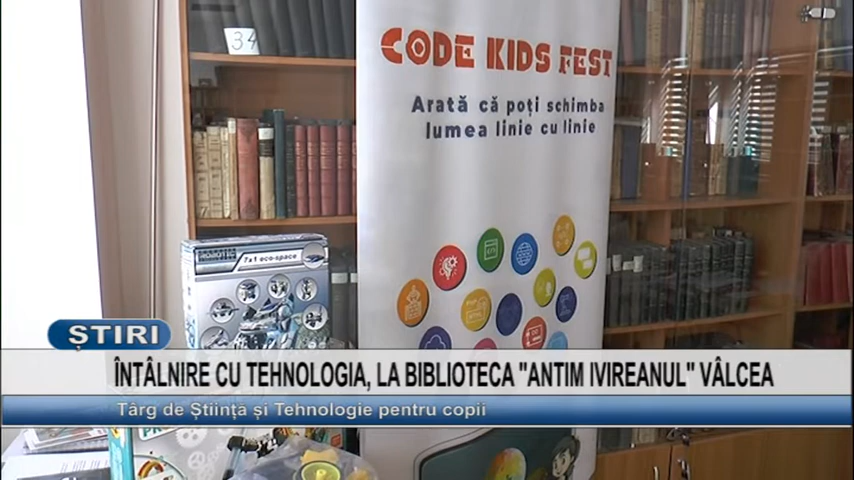 34
CODE KIDS FEST
Arată că poți schimba
lumea linie cu linie
7 în 1 eco-space
ȘTIRI
ÎNTÂLNIRE CU TEHNOLOGIA, LA BIBLIOTECA "ANTIM IVIREANUL" VÂLCEA
Târg de Știință și Tehnologie pentru copii